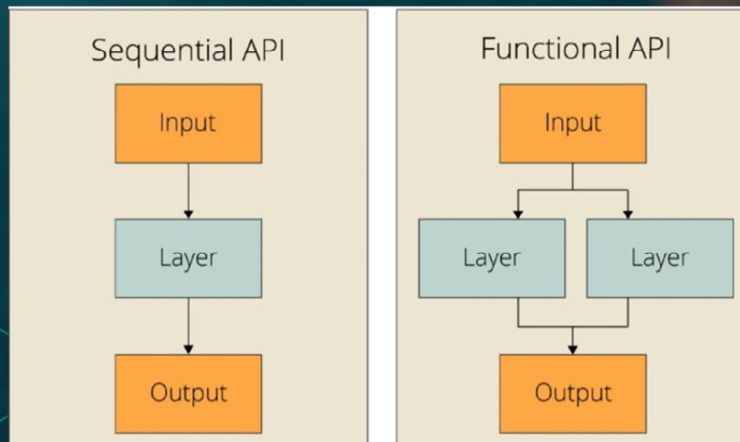 Sequential API
Input
Layer
Output
Functional API
Input
Layer
Layer
Output